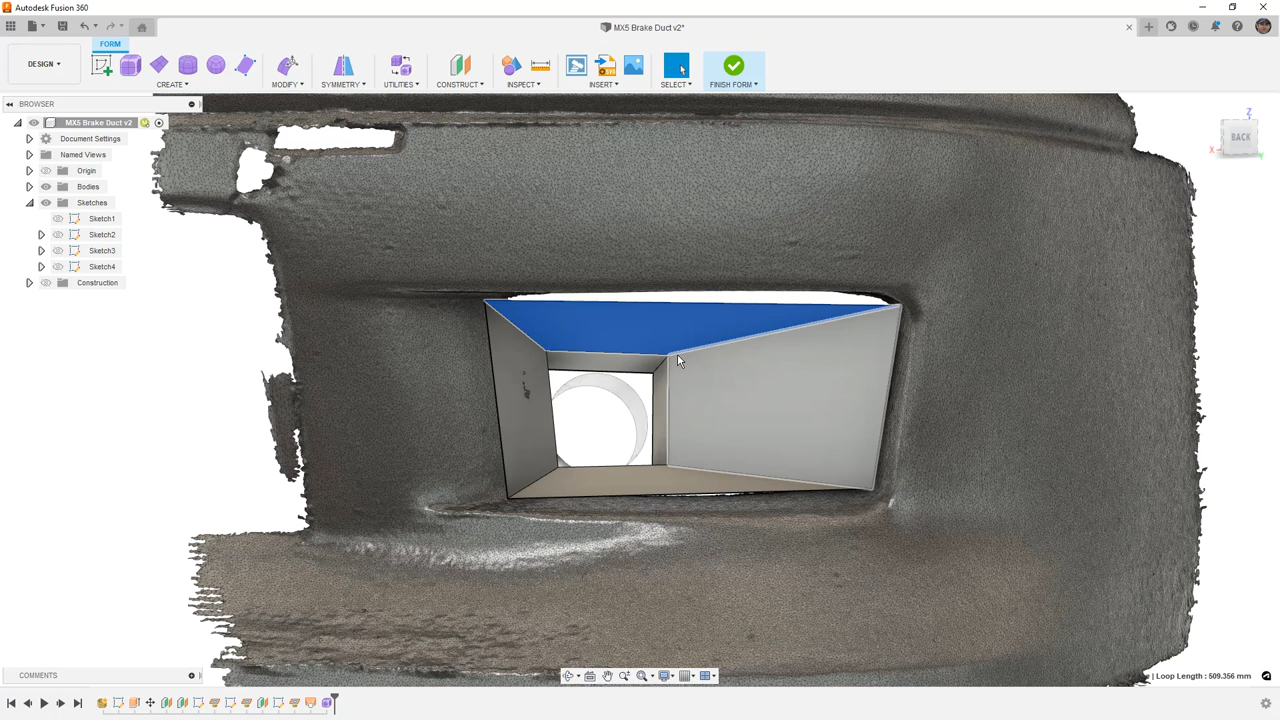 Autodesk Fusion 360
MX5 Brake Duct v2*
FORM
DESIGN
CREATE
MODIFY
SYMMETRY
UTILITIES
CONSTRUCT
INSPECT
INSERT
SELECT
FINISH FORM
BROWSER
MX5 Brake Duct v2
Document Settings
Named Views
Origin
Bodies
Sketches
Sketch1
Sketch2
Sketch3
Sketch4
Construction
Z
BACK
X
Y
COMMENTS
| Loop Length : 509.356 mm